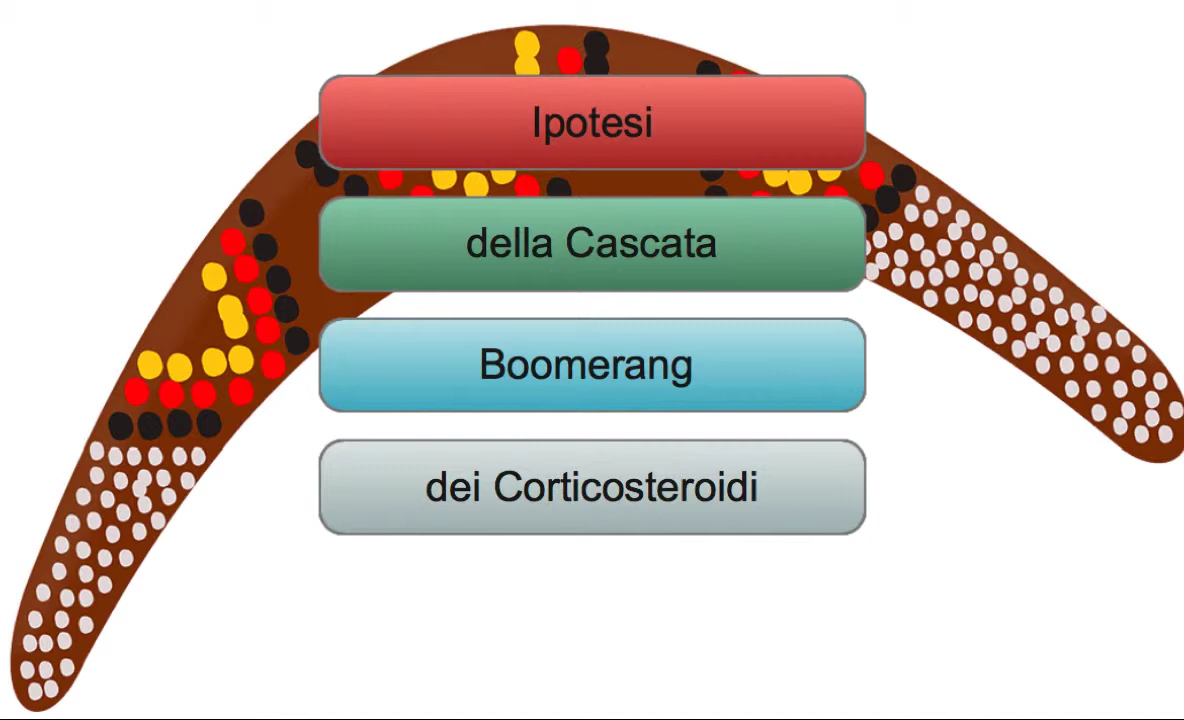 Ipotesi
della Cascata
Boomerang
dei Corticosteroidi